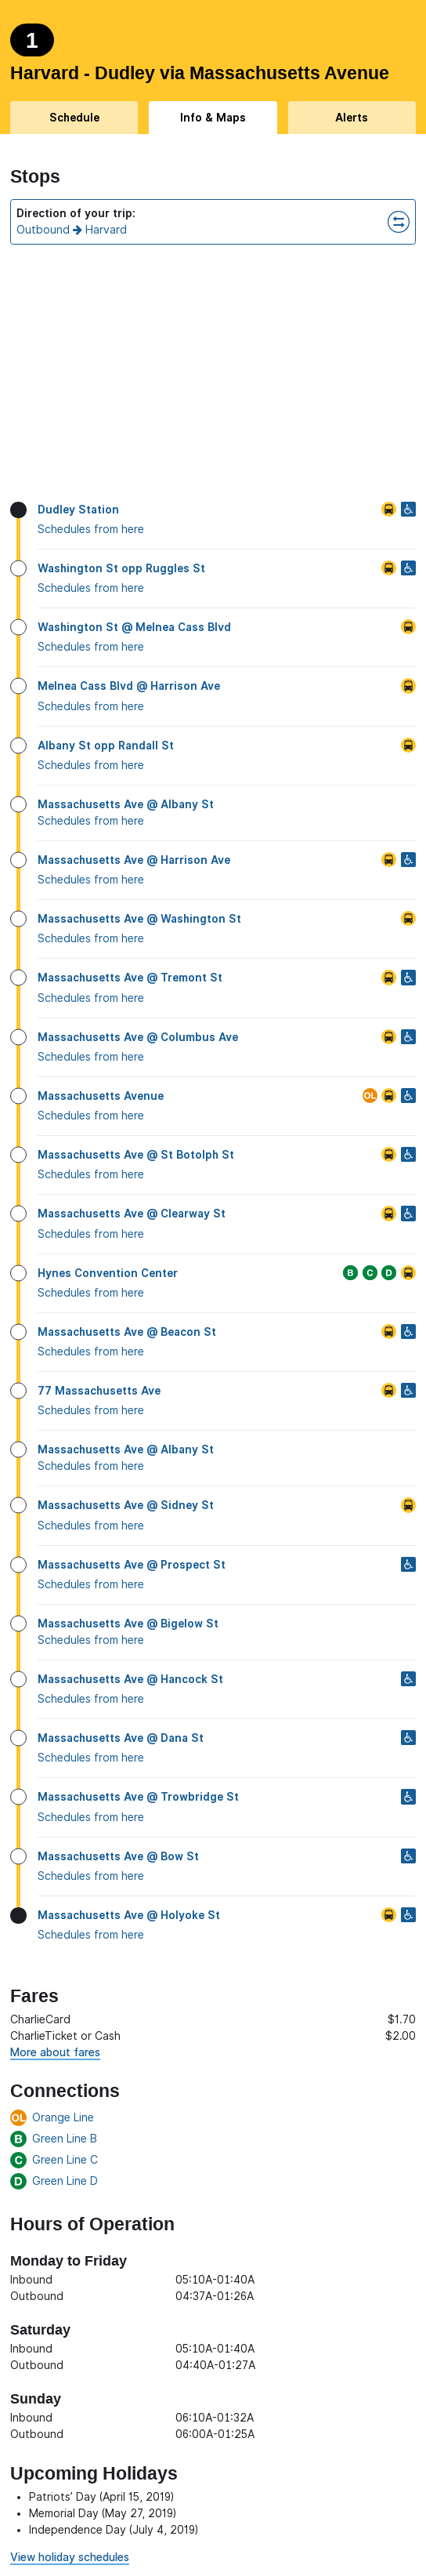 1
Harvard - Dudley via Massachusetts Avenue
Schedule Info & Maps Alerts
Stops
Direction of your trip:
Outbound → Harvard
Dudley Station
Schedules from here
Washington St opp Ruggles St
Schedules from here
Washington St @ Melnea Cass Blvd
Schedules from here
Melnea Cass Blvd @ Harrison Ave
Schedules from here
Albany St opp Randall St
Schedules from here
Massachusetts Ave @ Albany St
Schedules from here
Massachusetts Ave @ Harrison Ave
Schedules from here
Massachusetts Ave @ Washington St
Schedules from here
Massachusetts Ave @ Tremont St
Schedules from here
Massachusetts Ave @ Columbus Ave
Schedules from here
Massachusetts Avenue OL
Schedules from here
Massachusetts Ave @ St Botolph St
Schedules from here
Massachusetts Ave @ Clearway St
Schedules from here
Hynes Convention Center B C D
Schedules from here
Massachusetts Ave @ Beacon St
Schedules from here
77 Massachusetts Ave
Schedules from here
Massachusetts Ave @ Albany St
Schedules from here
Massachusetts Ave @ Sidney St
Schedules from here
Massachusetts Ave @ Prospect St
Schedules from here
Massachusetts Ave @ Bigelow St
Schedules from here
Massachusetts Ave @ Hancock St
Schedules from here
Massachusetts Ave @ Dana St
Schedules from here
Massachusetts Ave @ Trowbridge St
Schedules from here
Massachusetts Ave @ Bow St
Schedules from here
Massachusetts Ave @ Holyoke St
Schedules from here
Fares
CharlieCard $1.70
CharlieTicket or Cash $2.00
More about fares
Connections
OL Orange Line
B Green Line B
C Green Line C
D Green Line D
Hours of Operation
Monday to Friday
Inbound 05:10A-01:40A
Outbound 04:37A-01:26A
Saturday
Inbound 05:10A-01:40A
Outbound 04:40A-01:27A
Sunday
Inbound 06:10A-01:32A
Outbound 06:00A-01:25A
Upcoming Holidays
• Patriots’ Day (April 15, 2019)
• Memorial Day (May 27, 2019)
• Independence Day (July 4, 2019)
View holiday schedules